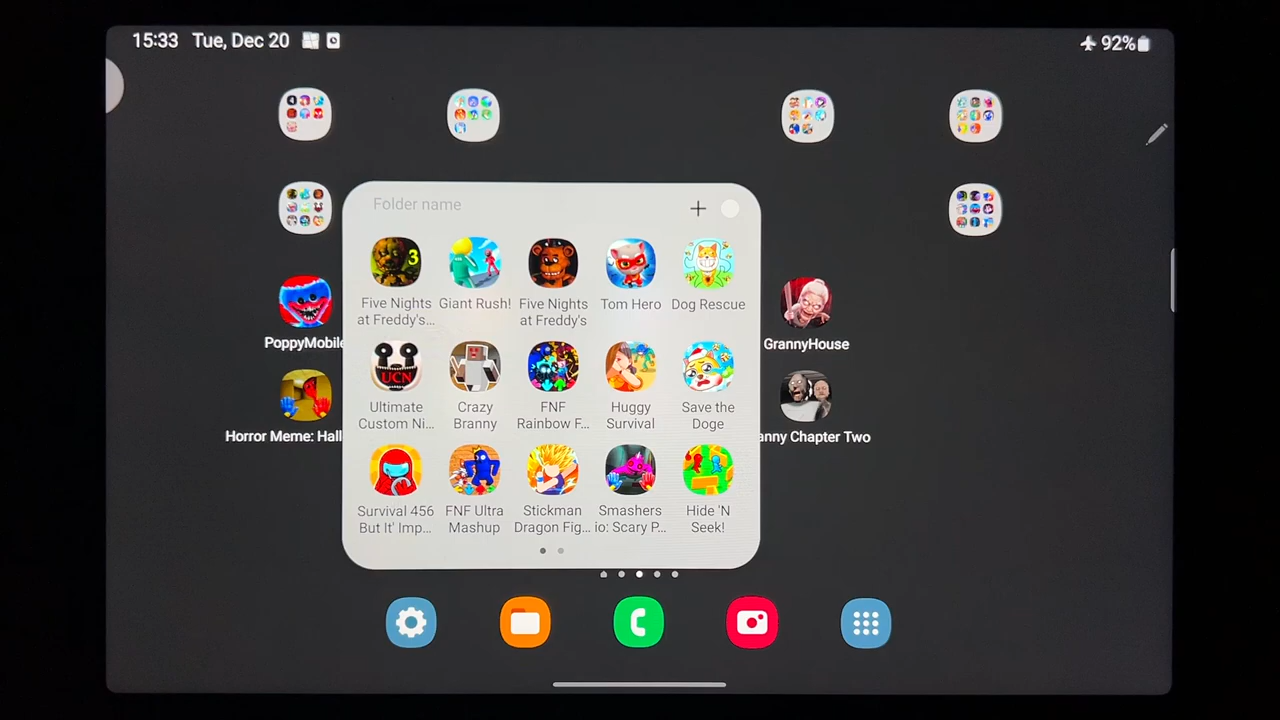 15:33 Tue, Dec 20
92%
Folder name
3
Five Nights at Freddy's...
Giant Rush!
Five Nights at Freddy's
Tom Hero
Dog Rescue
PoppyMobile
GrannyHouse
UCN
Ultimate Custom Ni...
Crazy Branny
FNF Rainbow F...
Huggy Survival
Save the Doge
Horror Meme: Hall
anny Chapter Two
Survival 456 But It' Imp...
FNF Ultra Mashup
Stickman Dragon Fig...
Smashers io: Scary P...
Hide 'N Seek!